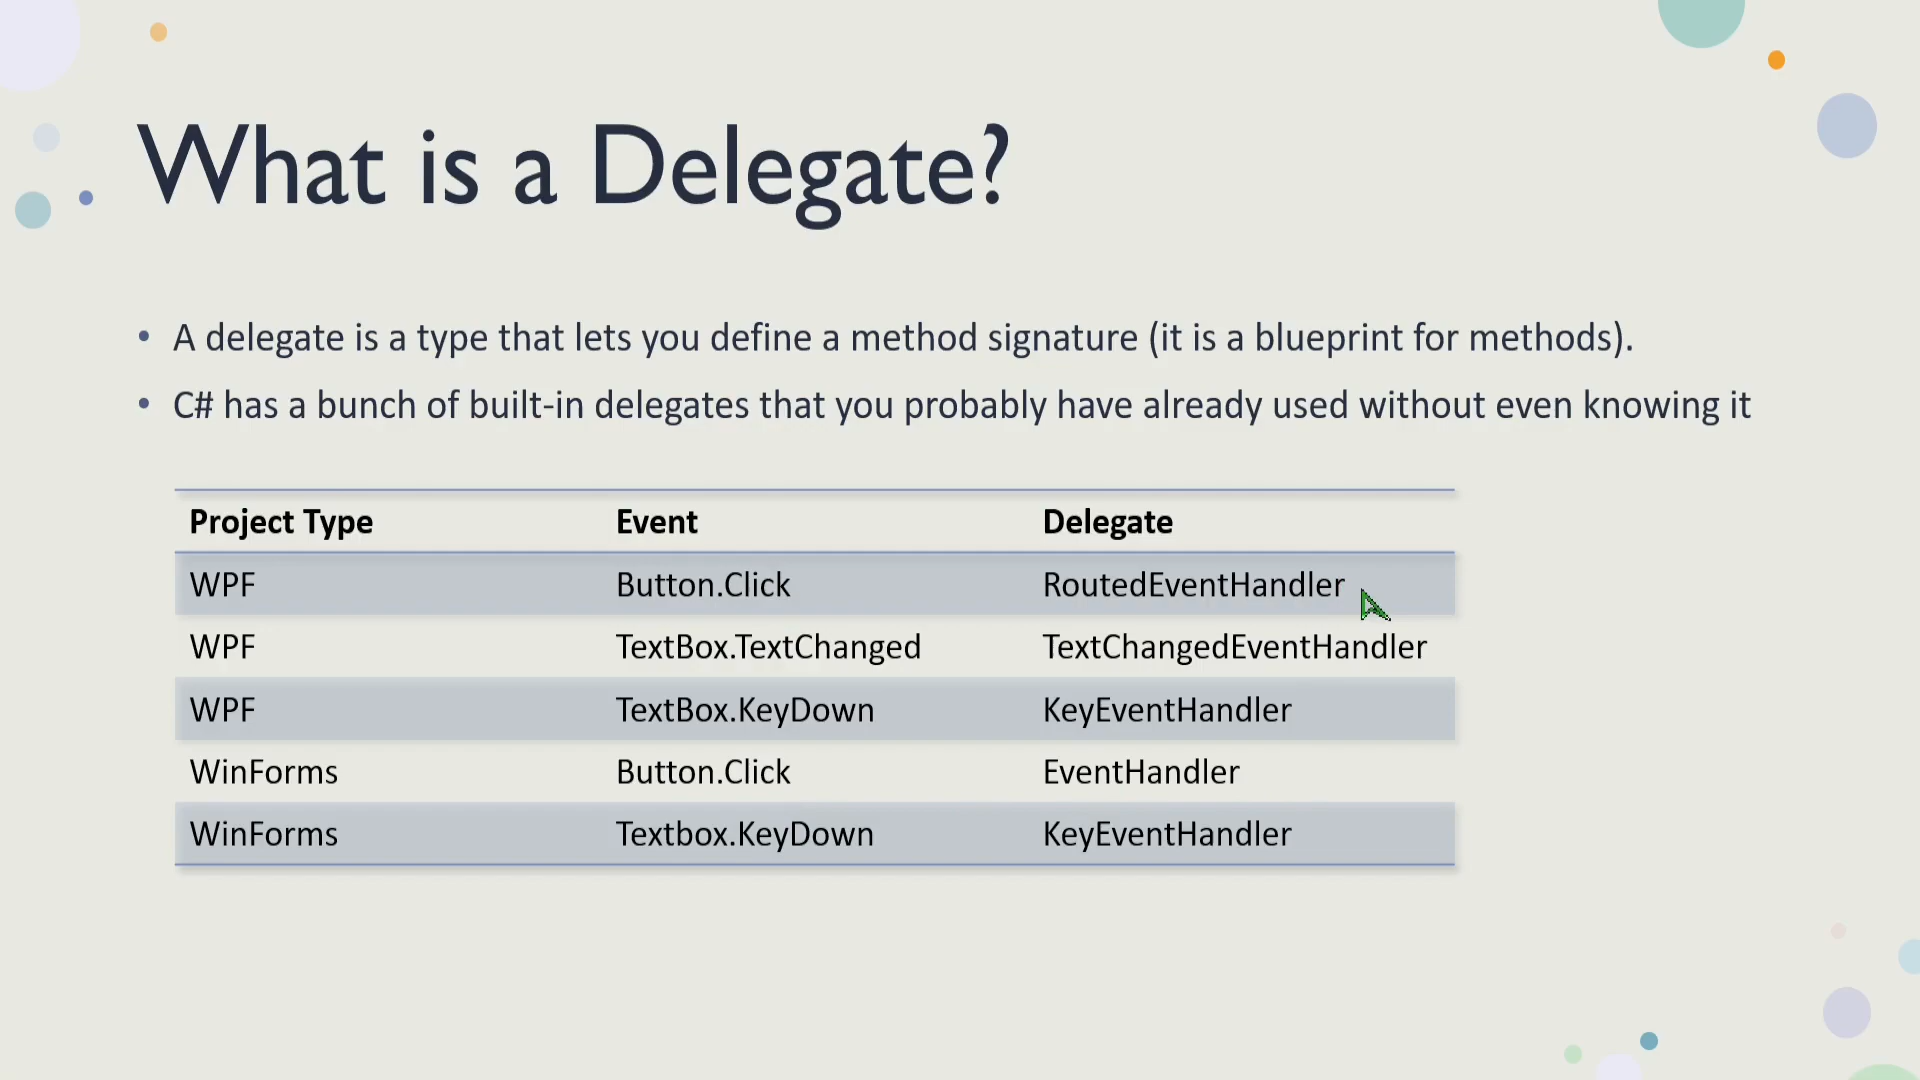 What is a Delegate?
• A delegate is a type that lets you define a method signature (it is a blueprint for methods).
• C# has a bunch of built-in delegates that you probably have already used without even knowing it
Project Type Event Delegate
WPF Button.Click RoutedEventHandler
WPF TextBox.TextChanged TextChangedEventHandler
WPF TextBox.KeyDown KeyEventHandler
WinForms Button.Click EventHandler
WinForms Textbox.KeyDown KeyEventHandler